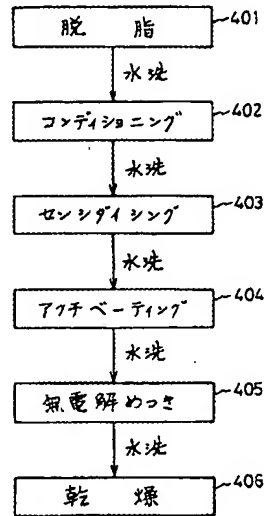 脱 脂 401
水洗
コンディショニング 402
水洗
センシダイシング 403
水洗
アクチベーティング 404
水洗
無電解めっき 405
水洗
乾 燥 406